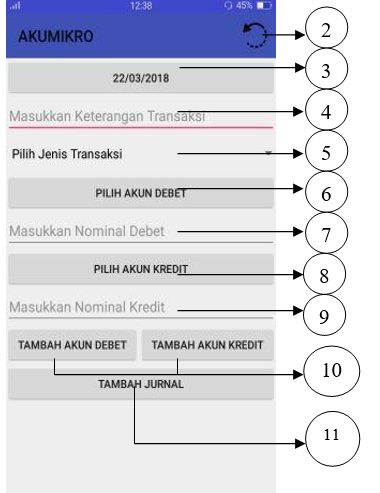 12:38 45%
AKUMIKRO 2
22/03/2018 3
Masukkan Keterangan Transaksi 4
Pilih Jenis Transaksi 5
PILIH AKUN DEBET 6
Masukkan Nominal Debet 7
PILIH AKUN KREDIT 8
Masukkan Nominal Kredit 9
TAMBAH AKUN DEBET TAMBAH AKUN KREDIT 10
TAMBAH JURNAL
11